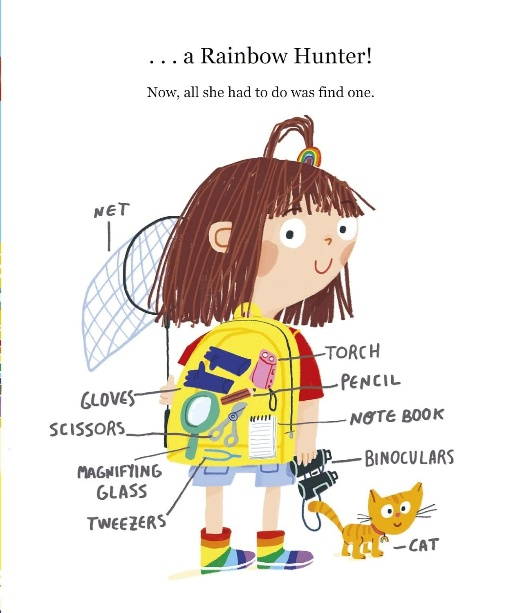 . . . a Rainbow Hunter!
Now, all she had to do was find one.
NET
TORCH
PENCIL
GLOVES
NOTE BOOK
SCISSORS
BINOCULARS
MAGNIFYING
GLASS
TWEEZERS
CAT